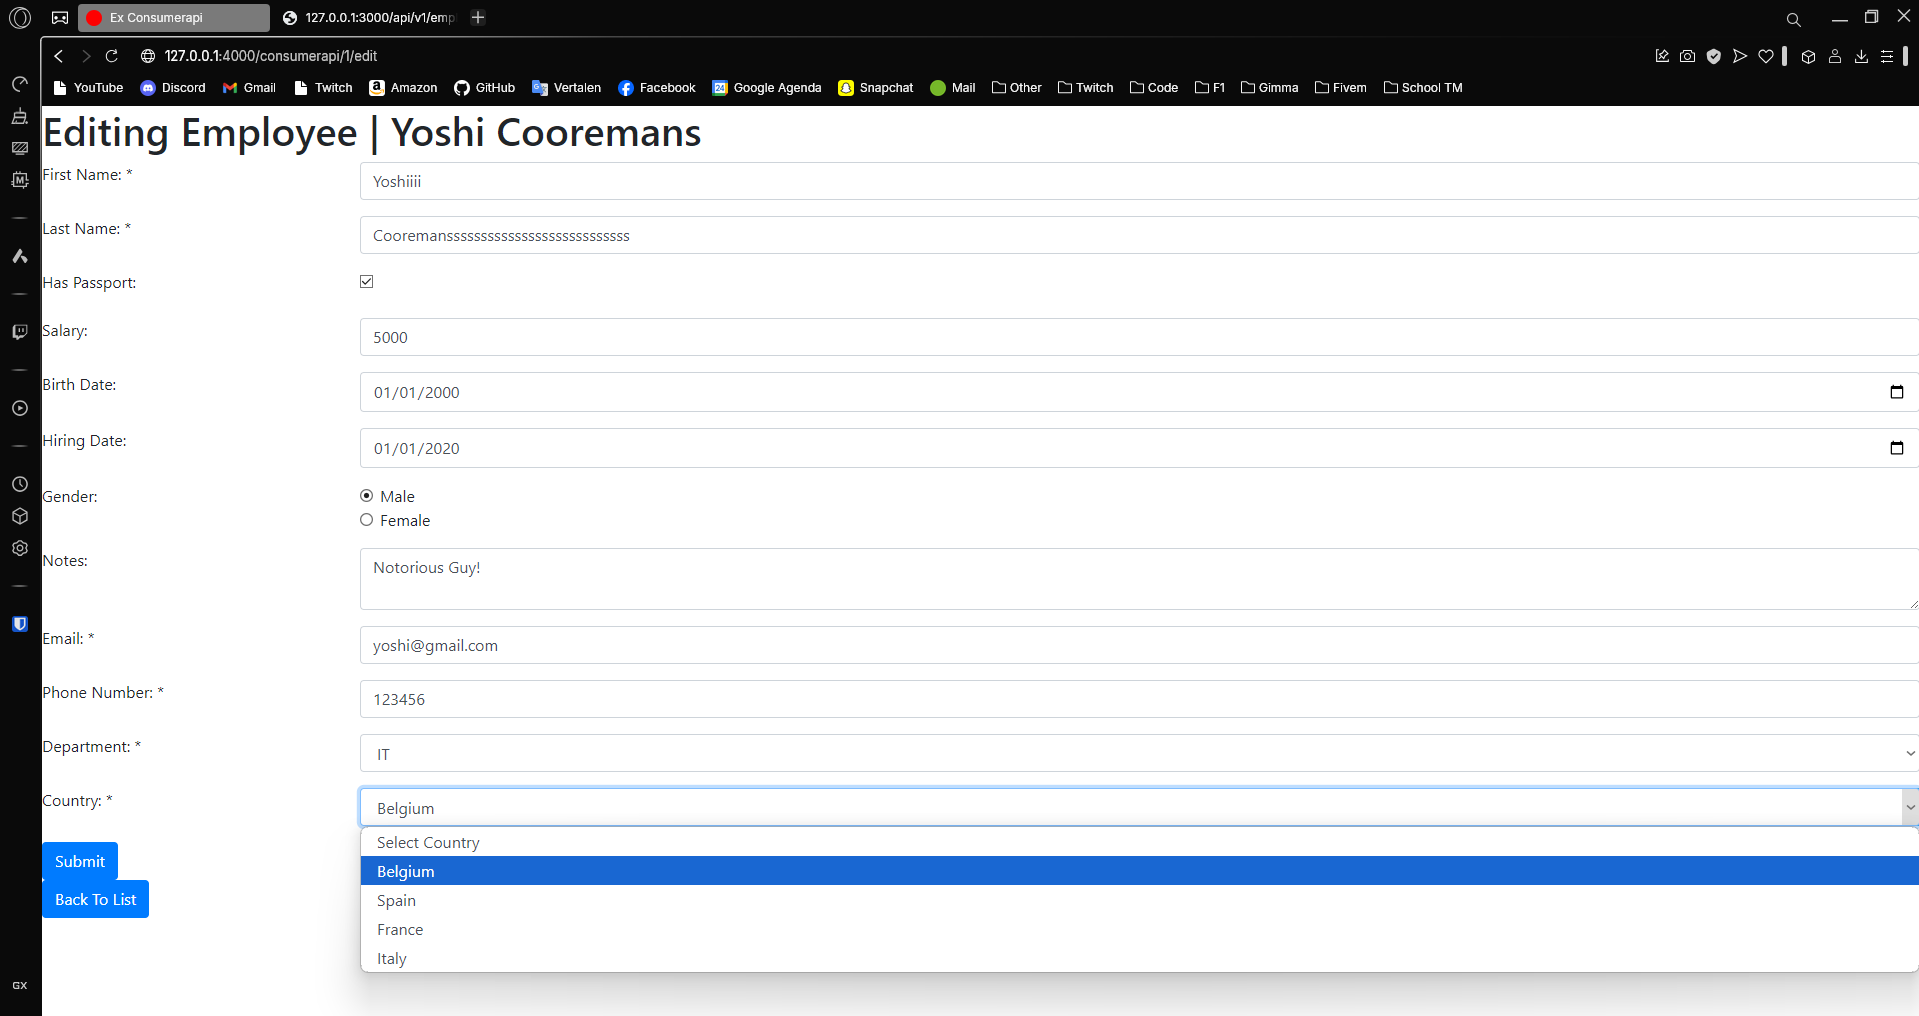 Ex Consumerapi
127.0.0.1:3000/api/v1/emp
127.0.0.1:4000/consumerapi/1/edit
YouTube Discord Gmail Twitch Amazon GitHub Vertalen Facebook 24 Google Agenda Snapchat Mail Other Twitch Code F1 Gimma Fivem School TM
Editing Employee | Yoshi Cooremans
First Name: * Yoshiiii
Last Name: * Cooremanssssssssssssssssssssssssssss
Has Passport:
Salary: 5000
Birth Date: 01/01/2000
Hiring Date: 01/01/2020
Gender: Male
Female
Notes: Notorious Guy!
Email: * yoshi@gmail.com
Phone Number: * 123456
Department: * IT
Country: * Belgium
Select Country
Belgium
Spain
France
Italy
Submit
Back To List
M
GX